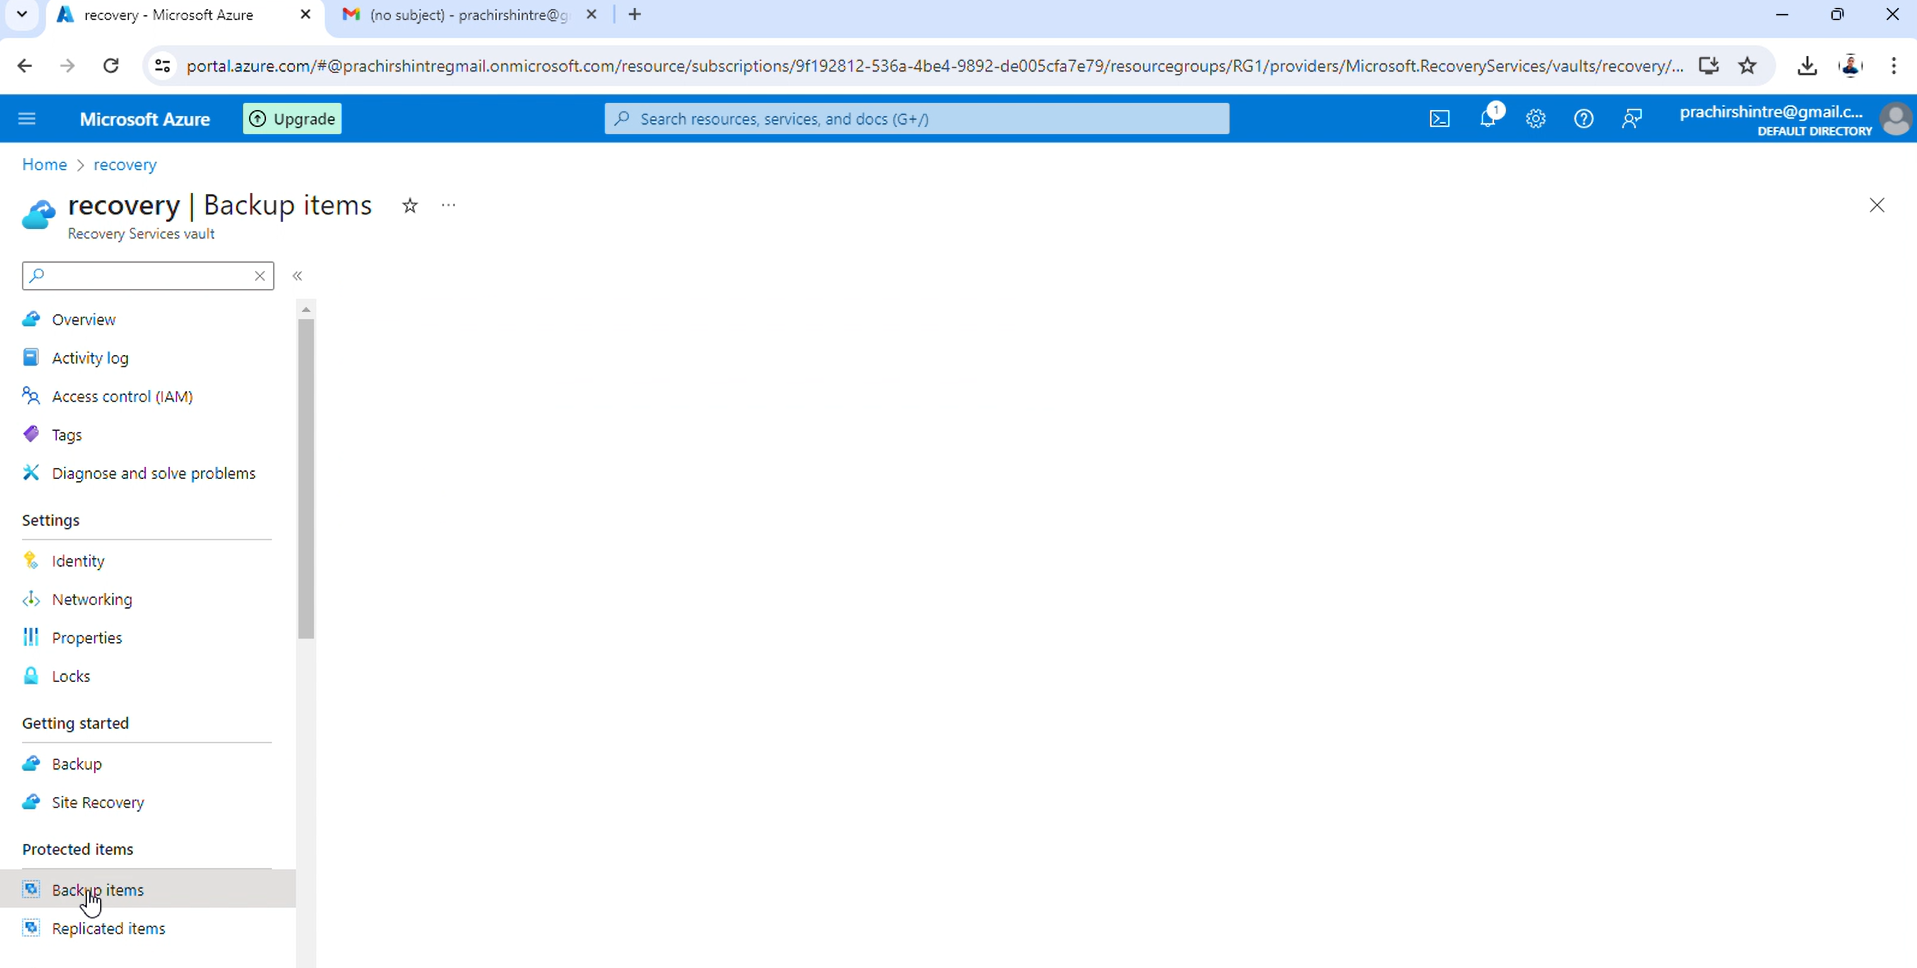 recovery - Microsoft Azure
(no subject) - prachirshintre@g
portal.azure.com/#@prachirshintregmail.onmicrosoft.com/resource/subscriptions/9f192812-536a-4be4-9892-de005cfa7e79/resourcegroups/RG1/providers/Microsoft.RecoveryServices/vaults/recovery/...
Microsoft Azure
Upgrade
Search resources, services, and docs (G+/)
1
prachirshintre@gmail.c...
DEFAULT DIRECTORY
Home > recovery
recovery | Backup items
Recovery Services vault
Overview
Activity log
Access control (IAM)
Tags
Diagnose and solve problems
Settings
Identity
Networking
Properties
Locks
Getting started
Backup
Site Recovery
Protected items
Backup items
Replicated items